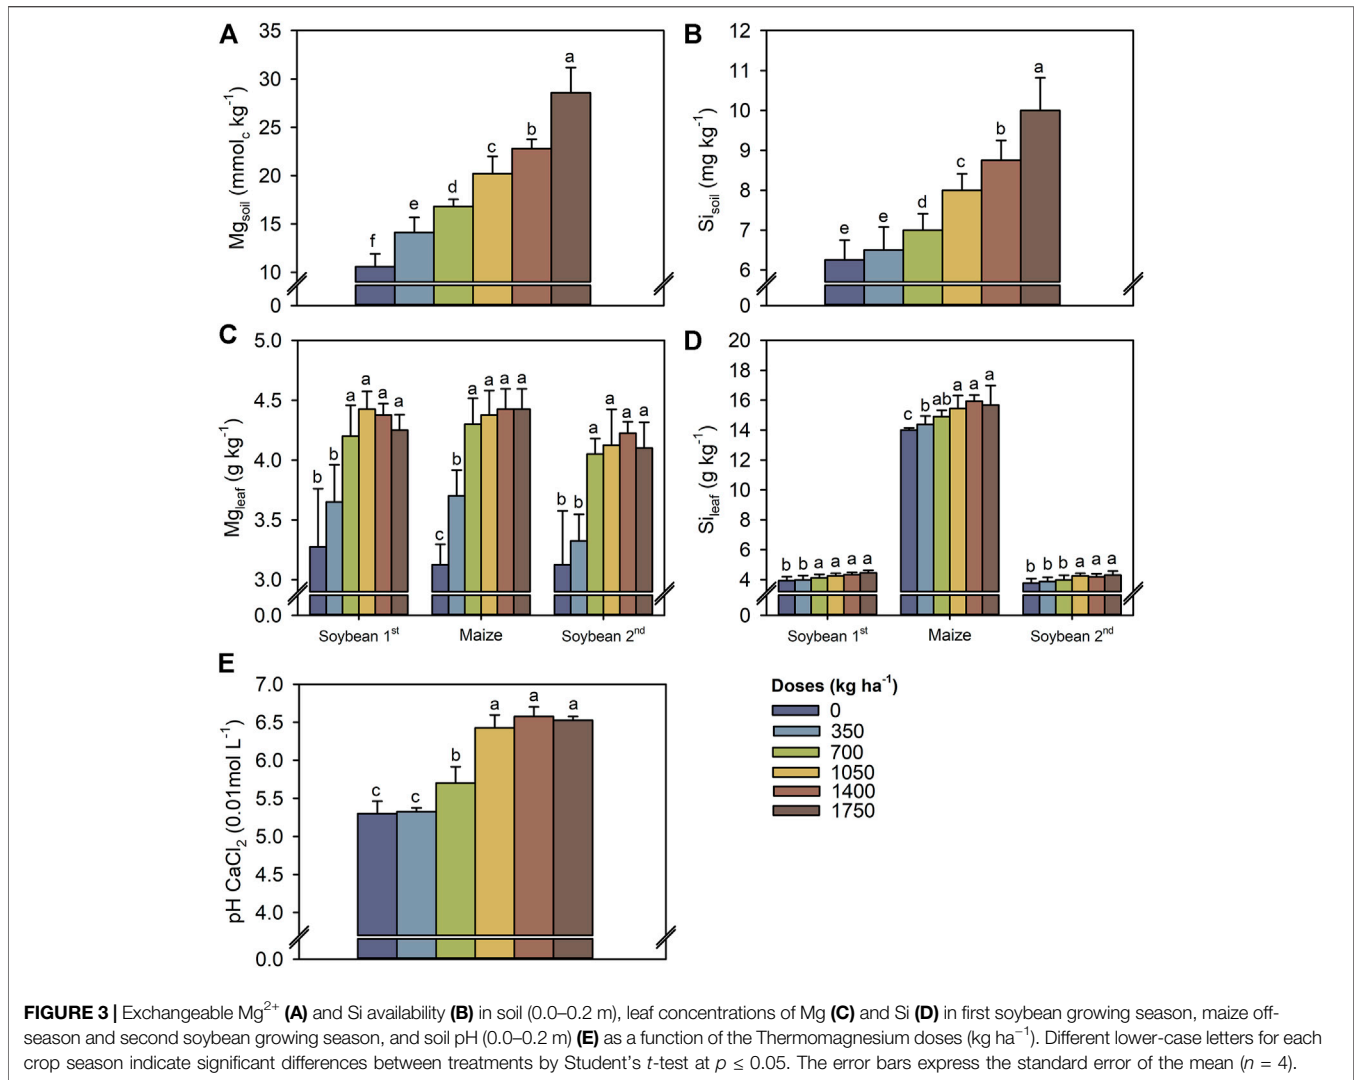 A
35
30
25
20
15
10
0
Mg_soil (mmol_c kg⁻¹)
f e d c b a
B
12
11
10
9
8
7
6
0
Si_soil (mg kg⁻¹)
e e d c b a
C
5.0
4.5
4.0
3.5
3.0
0.0
Mg_leaf (g kg⁻¹)
b b a a a a
c b a a a a
b b a a a a
Soybean 1st Maize Soybean 2nd
D
20
18
16
14
12
10
8
6
4
0
Si_leaf (g kg⁻¹)
b b a a a a
c b ab a a a
b b b a a a
Soybean 1st Maize Soybean 2nd
E
7.0
6.5
6.0
5.5
5.0
4.5
4.0
0.0
pH CaCl₂ (0.01mol L⁻¹)
c c b a a a
Doses (kg ha⁻¹)
0
350
700
1050
1400
1750
FIGURE 3 | Exchangeable Mg²⁺ (A) and Si availability (B) in soil (0.0–0.2 m), leaf concentrations of Mg (C) and Si (D) in first soybean growing season, maize off-
season and second soybean growing season, and soil pH (0.0–0.2 m) (E) as a function of the Thermomagnesium doses (kg ha⁻¹). Different lower-case letters for each
crop season indicate significant differences between treatments by Student's t-test at p ≤ 0.05. The error bars express the standard error of the mean (n = 4).